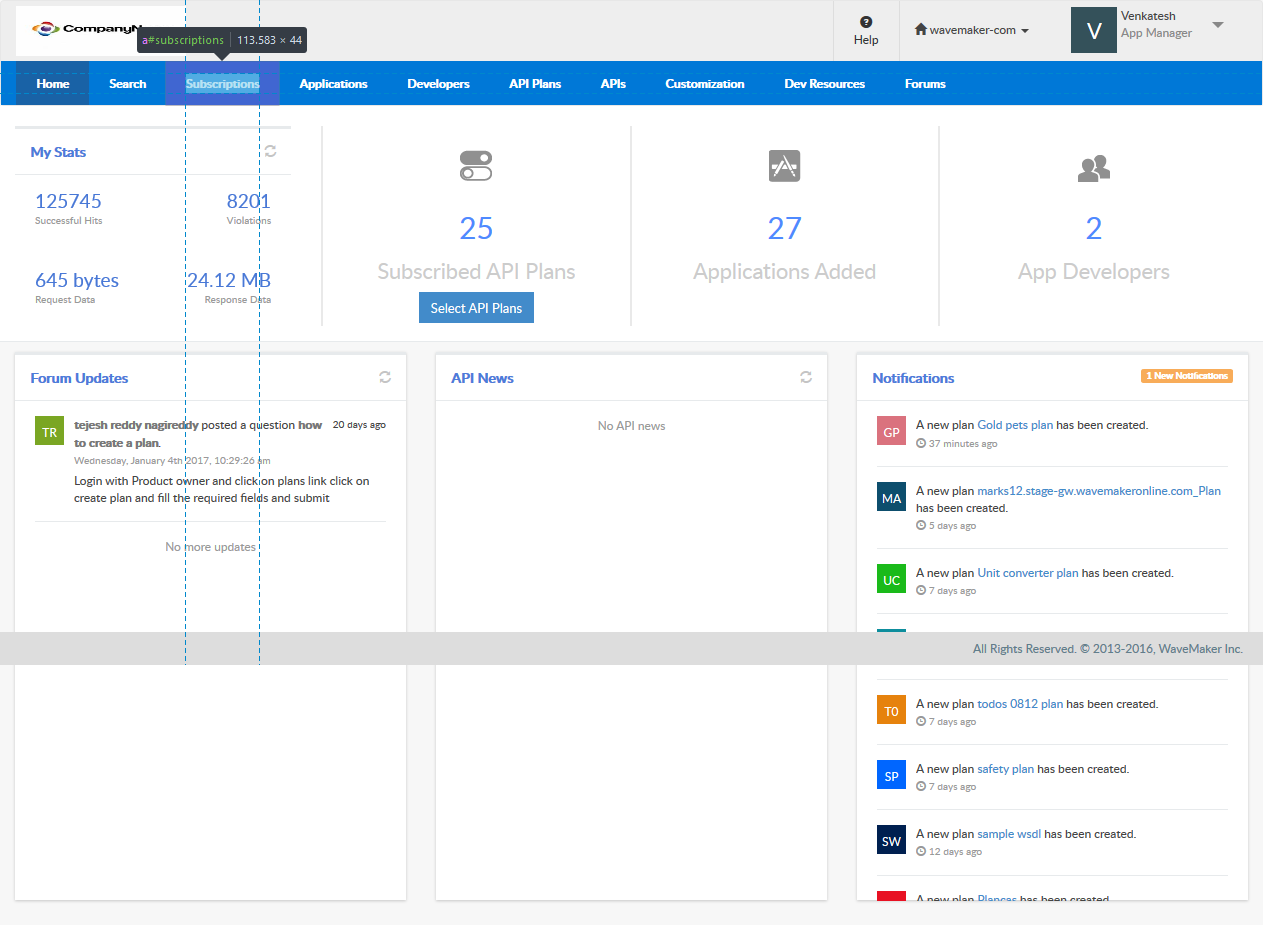 CompanyN
a#subscriptions 113.583 × 44
Help
wavemaker-com
V
Venkatesh
App Manager
Home Search Subscriptions Applications Developers API Plans APIs Customization Dev Resources Forums
My Stats
125745
Successful Hits
8201
Violations
645 bytes
Request Data
24.12 MB
Response Data
25
Subscribed API Plans
Select API Plans
27
Applications Added
2
App Developers
Forum Updates
TR
tejesh reddy nagireddy posted a question how 20 days ago
to create a plan.
Wednesday, January 4th 2017, 10:29:26 am
Login with Product owner and click on plans link click on
create plan and fill the required fields and submit
No more updates
API News
No API news
Notifications
1 New Notifications
GP
A new plan Gold pets plan has been created.
37 minutes ago
MA
A new plan marks12.stage-gw.wavemakeronline.com_Plan
has been created.
5 days ago
UC
A new plan Unit converter plan has been created.
7 days ago
All Rights Reserved. © 2013-2016, WaveMaker Inc.
T0
A new plan todos 0812 plan has been created.
7 days ago
SP
A new plan safety plan has been created.
7 days ago
SW
A new plan sample wsdl has been created.
12 days ago
A new plan Plancas has been created.